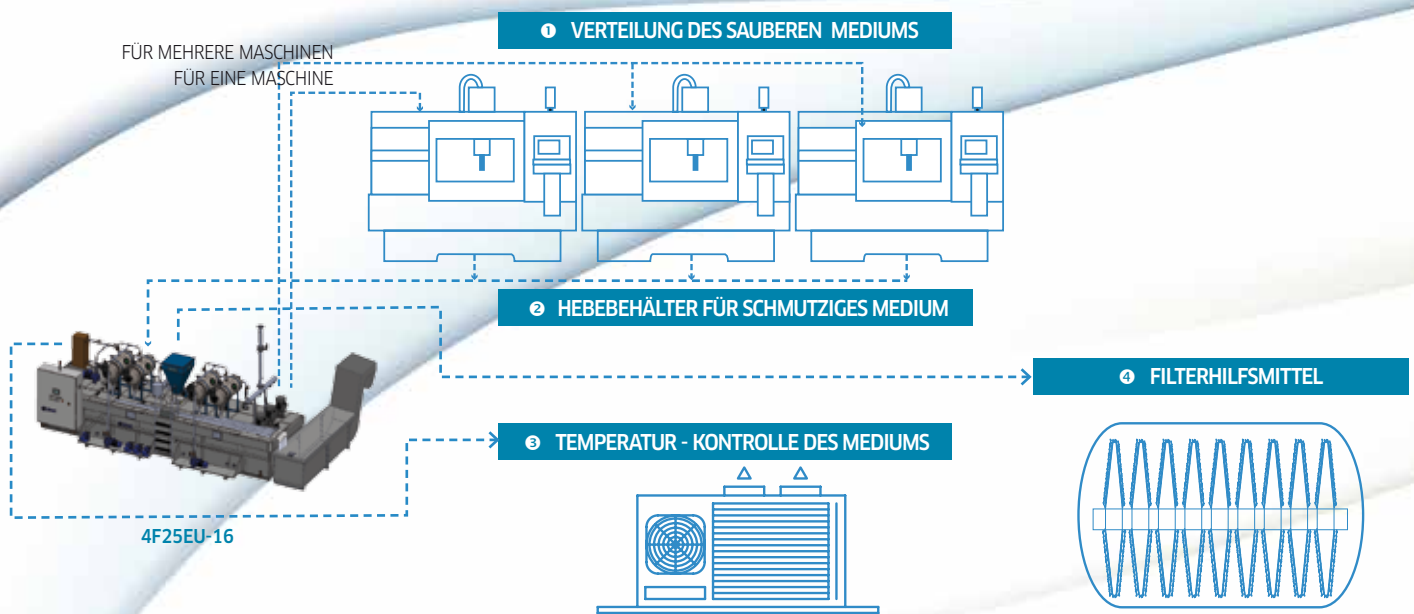 ❶ VERTEILUNG DES SAUBEREN MEDIUMS
FÜR MEHRERE MASCHINEN
FÜR EINE MASCHINE
❷ HEBEBEHÄLTER FÜR SCHMUTZIGES MEDIUM
❹ FILTERHILFSMITTEL
❸ TEMPERATUR - KONTROLLE DES MEDIUMS
4F25EU-16